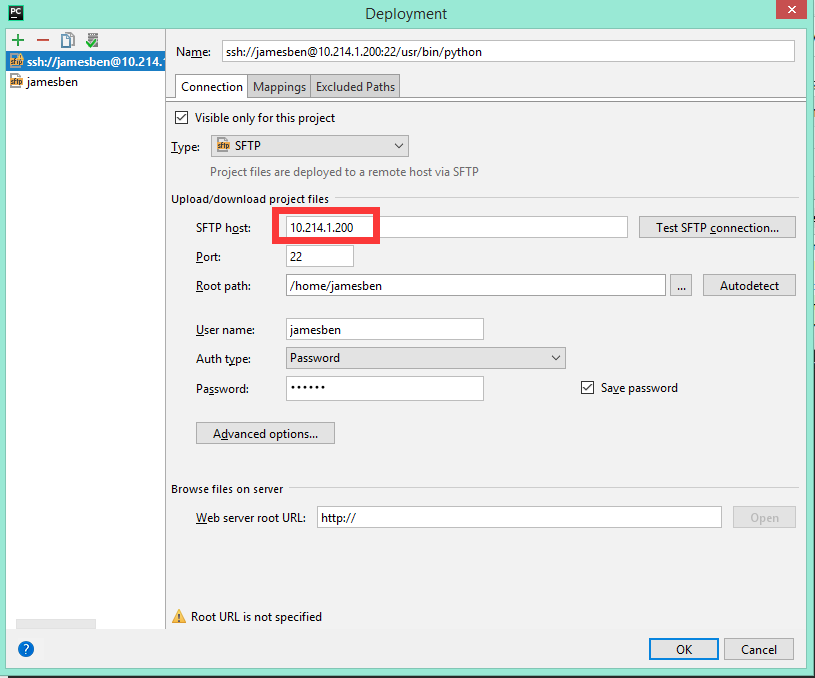 PC
Deployment
Name: ssh://jamesben@10.214.1.200:22/usr/bin/python
sftp ssh://jamesben@10.214.1
sftp jamesben
Connection Mappings Excluded Paths
Visible only for this project
Type: sftp SFTP
Project files are deployed to a remote host via SFTP
Upload/download project files
SFTP host: 10.214.1.200 Test SFTP connection...
Port: 22
Root path: /home/jamesben ... Autodetect
User name: jamesben
Auth type: Password
Password: •••••• Save password
Advanced options...
Browse files on server
Web server root URL: http:// Open
Root URL is not specified
? OK Cancel